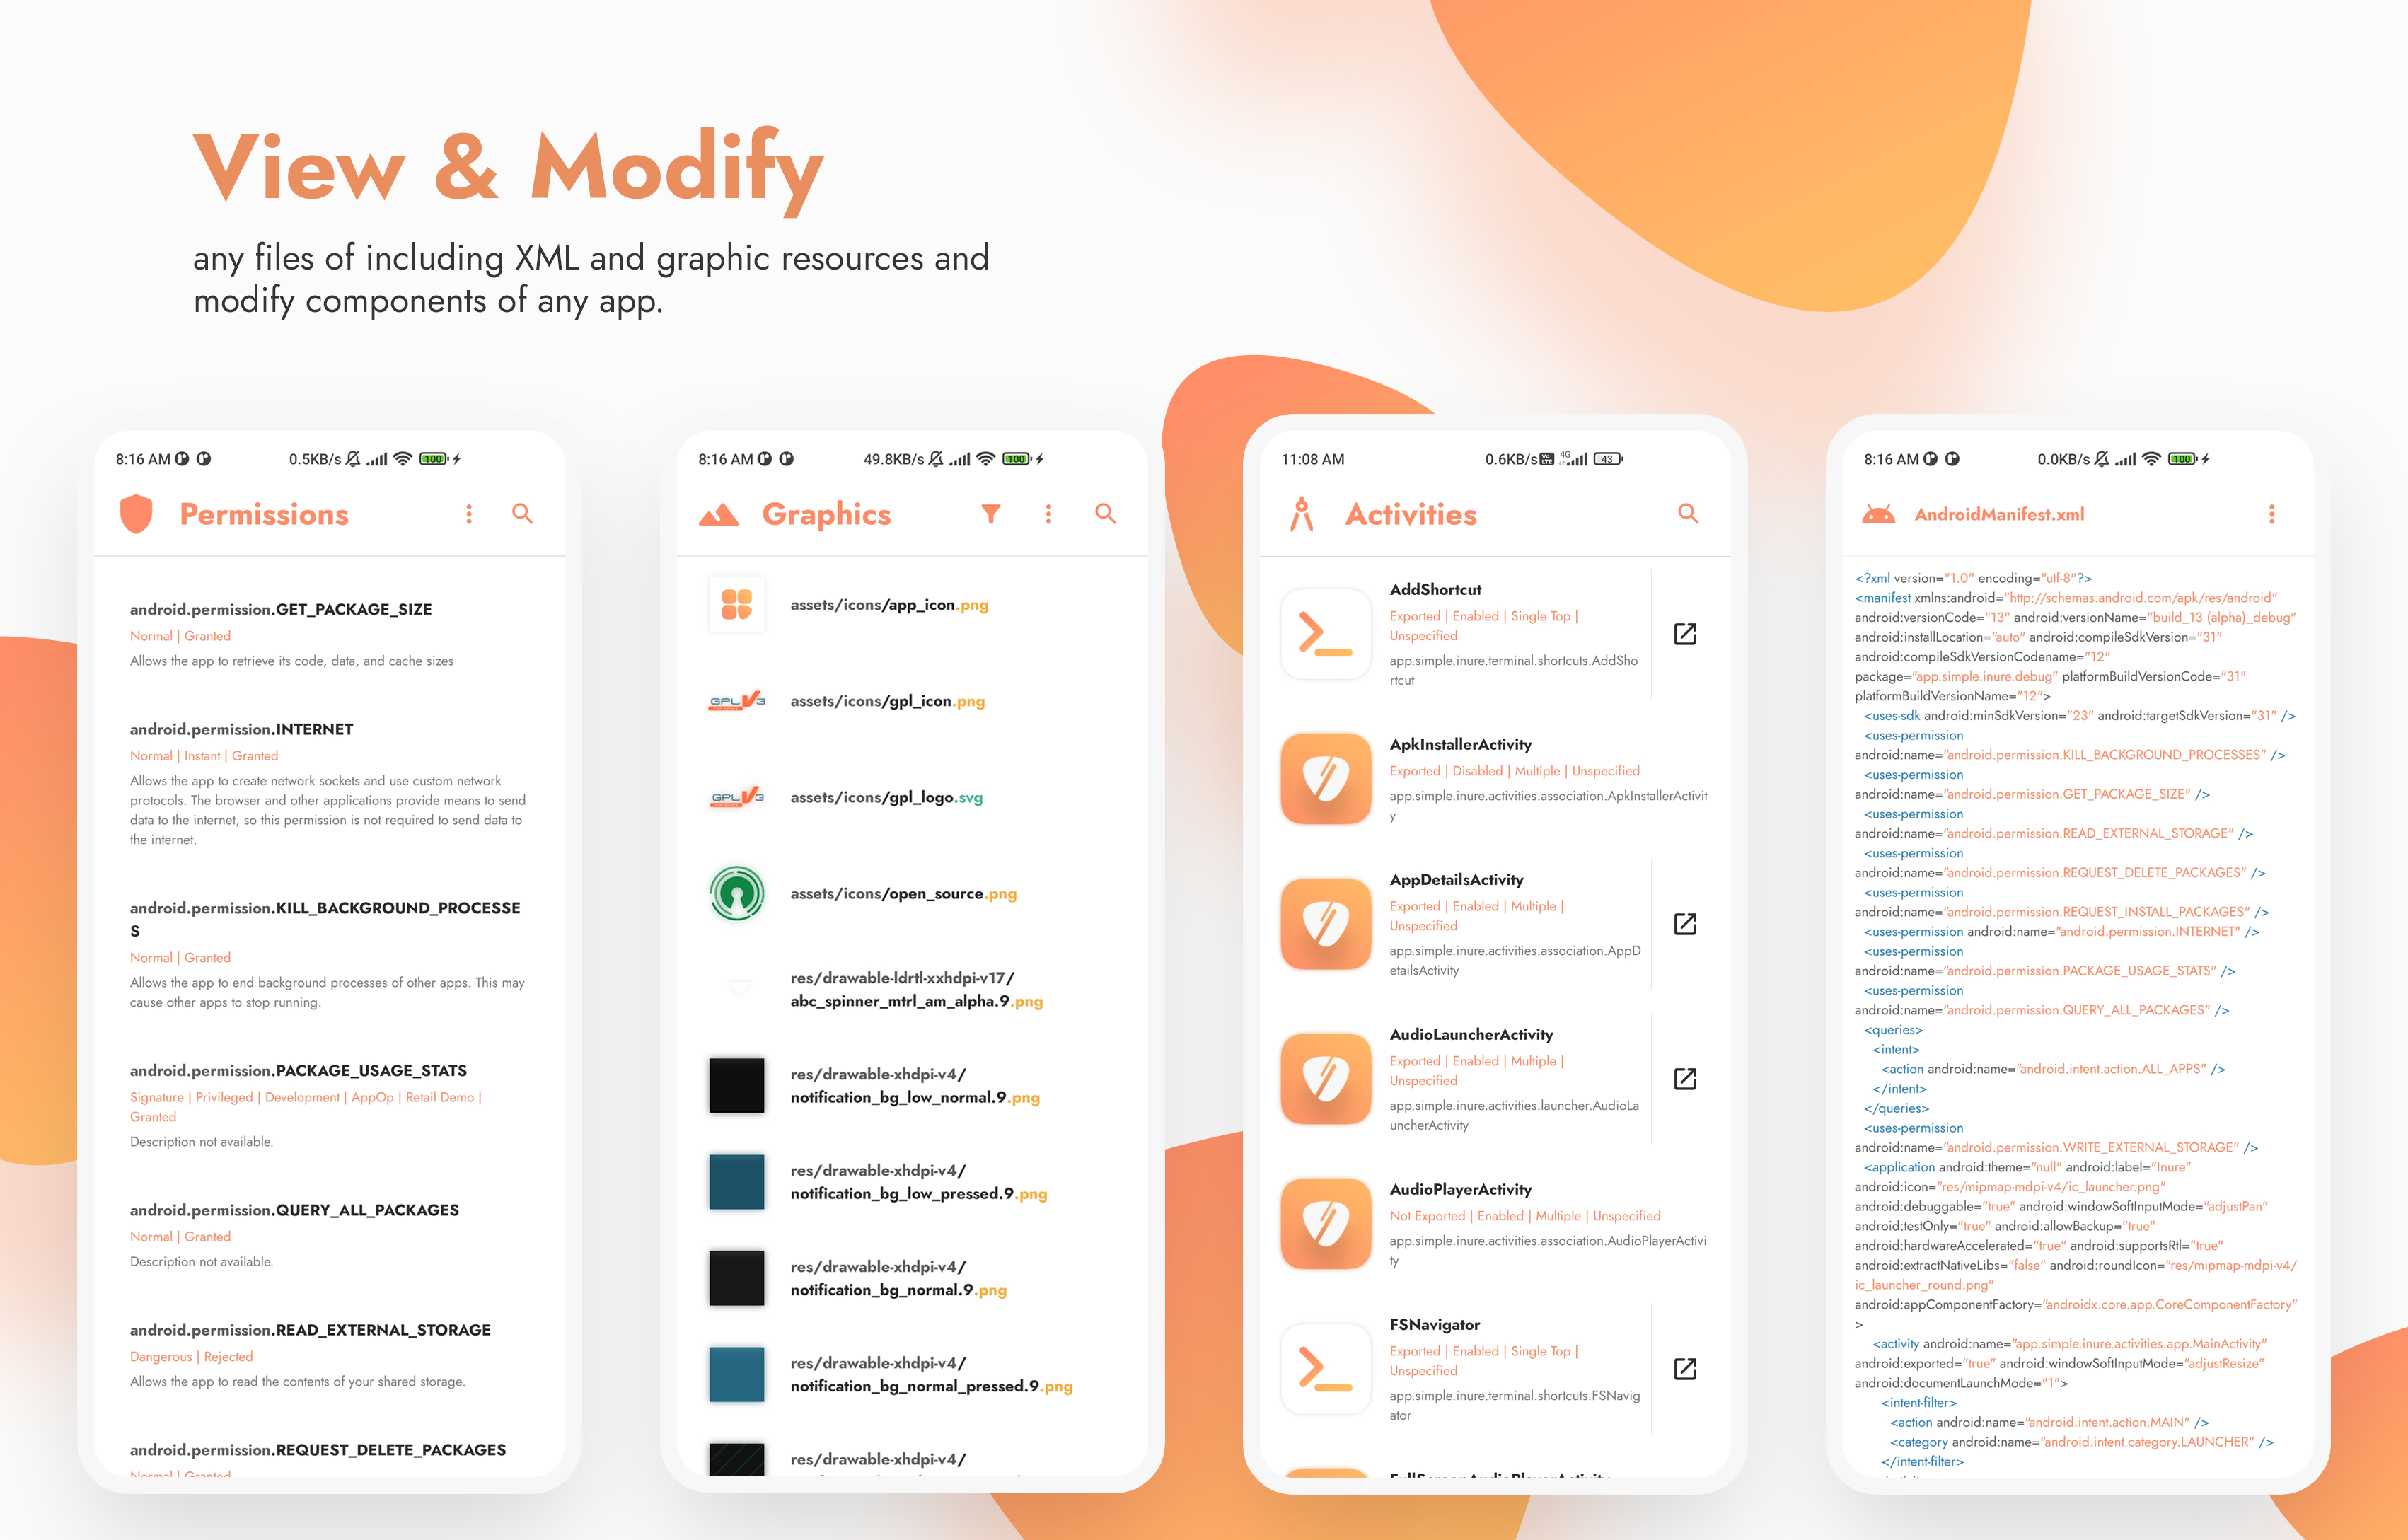 View & Modify
any files of including XML and graphic resources and
modify components of any app.
8:16 AM 0.5KB/s 100
Permissions
android.permission.GET_PACKAGE_SIZE
Normal | Granted
Allows the app to retrieve its code, data, and cache sizes
android.permission.INTERNET
Normal | Instant | Granted
Allows the app to create network sockets and use custom network
protocols. The browser and other applications provide means to send
data to the internet, so this permission is not required to send data to
the internet.
android.permission.KILL_BACKGROUND_PROCESSE
S
Normal | Granted
Allows the app to end background processes of other apps. This may
cause other apps to stop running.
android.permission.PACKAGE_USAGE_STATS
Signature | Privileged | Development | AppOp | Retail Demo |
Granted
Description not available.
android.permission.QUERY_ALL_PACKAGES
Normal | Granted
Description not available.
android.permission.READ_EXTERNAL_STORAGE
Dangerous | Rejected
Allows the app to read the contents of your shared storage.
android.permission.REQUEST_DELETE_PACKAGES
Normal | Granted
8:16 AM 49.8KB/s 100
Graphics
assets/icons/app_icon.png
GPL V3
assets/icons/gpl_icon.png
GPL V3
assets/icons/gpl_logo.svg
assets/icons/open_source.png
res/drawable-ldrtl-xxhdpi-v17/
abc_spinner_mtrl_am_alpha.9.png
res/drawable-xhdpi-v4/
notification_bg_low_normal.9.png
res/drawable-xhdpi-v4/
notification_bg_low_pressed.9.png
res/drawable-xhdpi-v4/
notification_bg_normal.9.png
res/drawable-xhdpi-v4/
notification_bg_normal_pressed.9.png
res/drawable-xhdpi-v4/
11:08 AM 0.6KB/s Vo LTE 4G 43
Activities
AddShortcut
Exported | Enabled | Single Top |
Unspecified
app.simple.inure.terminal.shortcuts.AddSho
rtcut
ApkInstallerActivity
Exported | Disabled | Multiple | Unspecified
app.simple.inure.activities.association.ApkInstallerActivit
y
AppDetailsActivity
Exported | Enabled | Multiple |
Unspecified
app.simple.inure.activities.association.AppD
etailsActivity
AudioLauncherActivity
Exported | Enabled | Multiple |
Unspecified
app.simple.inure.activities.launcher.AudioLa
uncherActivity
AudioPlayerActivity
Not Exported | Enabled | Multiple | Unspecified
app.simple.inure.activities.association.AudioPlayerActivi
ty
FSNavigator
Exported | Enabled | Single Top |
Unspecified
app.simple.inure.terminal.shortcuts.FSNavig
ator
FullScreenAudioPlayerActivity
8:16 AM 0.0KB/s 100
AndroidManifest.xml
<?xml version="1.0" encoding="utf-8"?>
<manifest xmlns:android="http://schemas.android.com/apk/res/android"
android:versionCode="13" android:versionName="build_13 (alpha)_debug"
android:installLocation="auto" android:compileSdkVersion="31"
android:compileSdkVersionCodename="12"
package="app.simple.inure.debug" platformBuildVersionCode="31"
platformBuildVersionName="12">
<uses-sdk android:minSdkVersion="23" android:targetSdkVersion="31" />
<uses-permission
android:name="android.permission.KILL_BACKGROUND_PROCESSES" />
<uses-permission
android:name="android.permission.GET_PACKAGE_SIZE" />
<uses-permission
android:name="android.permission.READ_EXTERNAL_STORAGE" />
<uses-permission
android:name="android.permission.REQUEST_DELETE_PACKAGES" />
<uses-permission
android:name="android.permission.REQUEST_INSTALL_PACKAGES" />
<uses-permission android:name="android.permission.INTERNET" />
<uses-permission
android:name="android.permission.PACKAGE_USAGE_STATS" />
<uses-permission
android:name="android.permission.QUERY_ALL_PACKAGES" />
<queries>
<intent>
<action android:name="android.intent.action.ALL_APPS" />
</intent>
</queries>
<uses-permission
android:name="android.permission.WRITE_EXTERNAL_STORAGE" />
<application android:theme="null" android:label="Inure"
android:icon="res/mipmap-mdpi-v4/ic_launcher.png"
android:debuggable="true" android:windowSoftInputMode="adjustPan"
android:testOnly="true" android:allowBackup="true"
android:hardwareAccelerated="true" android:supportsRtl="true"
android:extractNativeLibs="false" android:roundIcon="res/mipmap-mdpi-v4/
ic_launcher_round.png"
android:appComponentFactory="androidx.core.app.CoreComponentFactory"
>
<activity android:name="app.simple.inure.activities.app.MainActivity"
android:exported="true" android:windowSoftInputMode="adjustResize"
android:documentLaunchMode="1">
<intent-filter>
<action android:name="android.intent.action.MAIN" />
<category android:name="android.intent.category.LAUNCHER" />
</intent-filter>